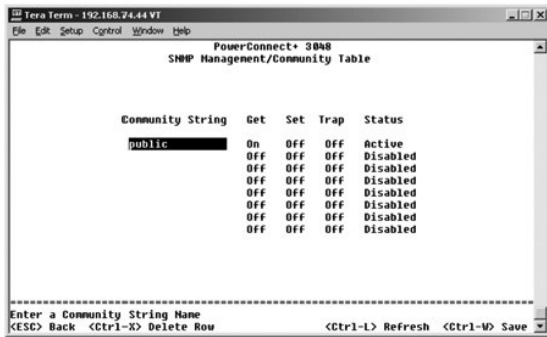 Tera Term - 192.168.74.44 VT
File Edit Setup Control Window Help
PowerConnect+ 3048
SNMP Management/Community Table
Community String Get Set Trap Status
public On Off Off Active
Off Off Off Disabled
Off Off Off Disabled
Off Off Off Disabled
Off Off Off Disabled
Off Off Off Disabled
Off Off Off Disabled
Off Off Off Disabled
Enter a Community String Name
<ESC> Back <Ctrl-X> Delete Row <Ctrl-L> Refresh <Ctrl-W> Save